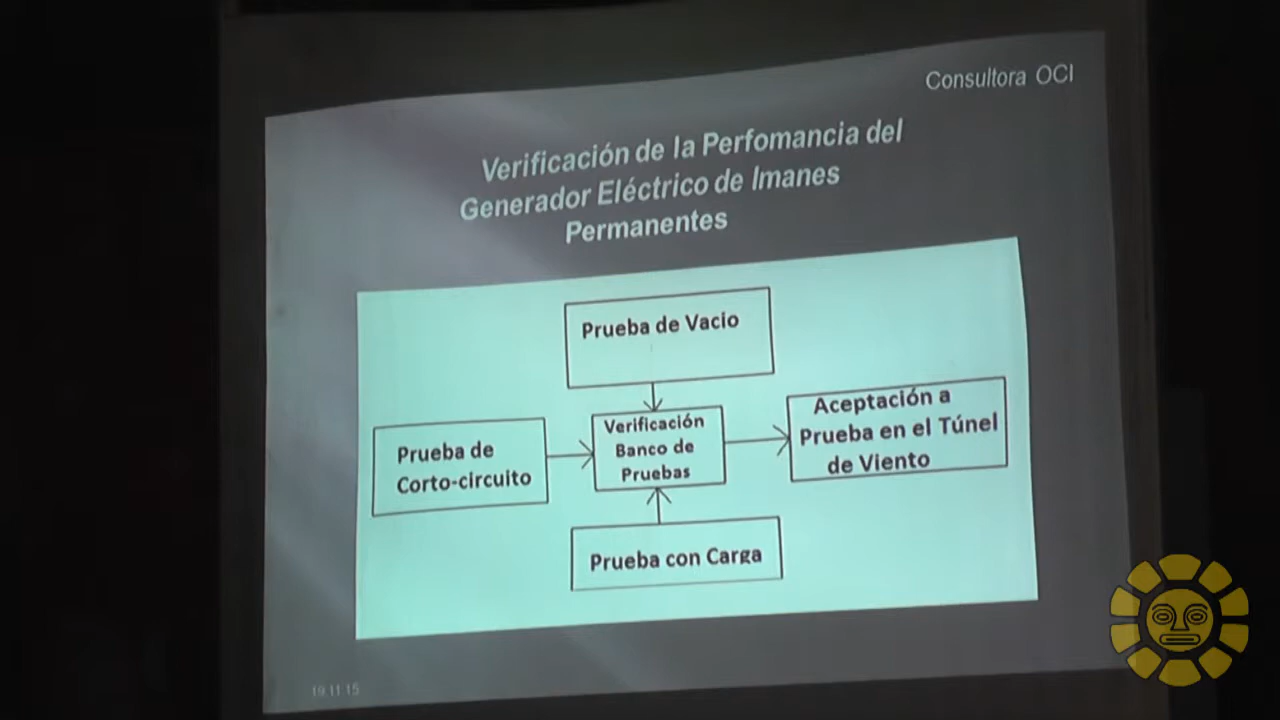 Consultora OCI
Verificación de la Perfomancia del
Generador Eléctrico de Imanes
Permanentes
Prueba de Vacio
Prueba de
Corto-circuito
Verificación
Banco de
Pruebas
Aceptación a
Prueba en el Túnel
de Viento
Prueba con Carga
19.11.15